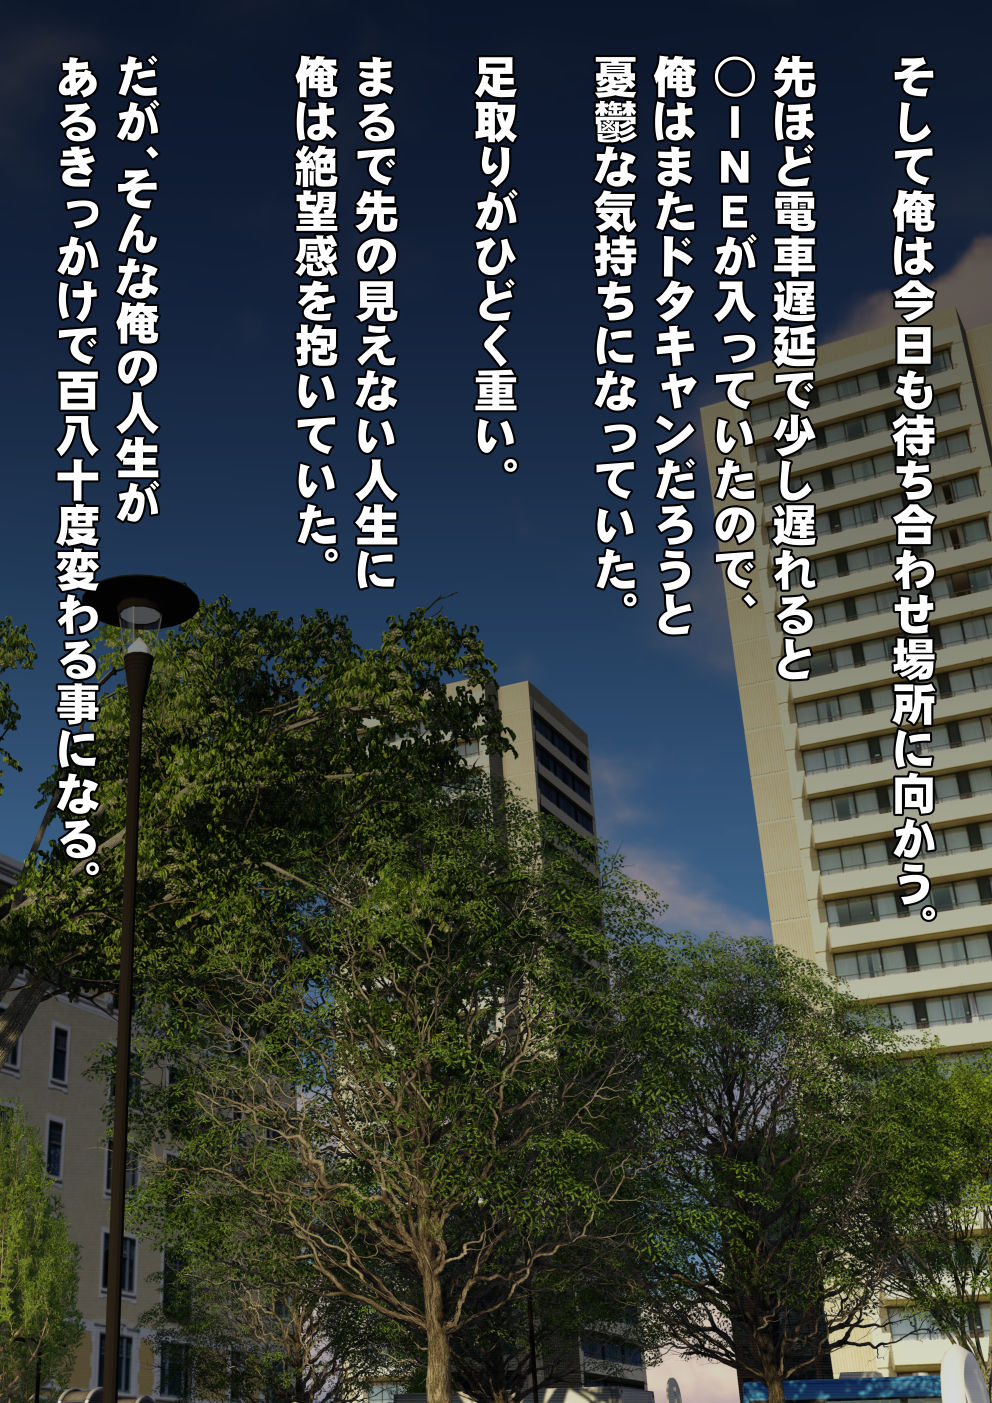 そして俺は今日も待ち合わせ場所に向かう。
先ほど電車遅延で少し遅れると
〇ＩＮＥが入っていたので、
俺はまたドタキャンだろうと
憂鬱な気持ちになっていた。
足取りがひどく重い。
まるで先の見えない人生に
俺は絶望感を抱いていた。
だが、そんな俺の人生が
あるきっかけで百八十度変わる事になる。